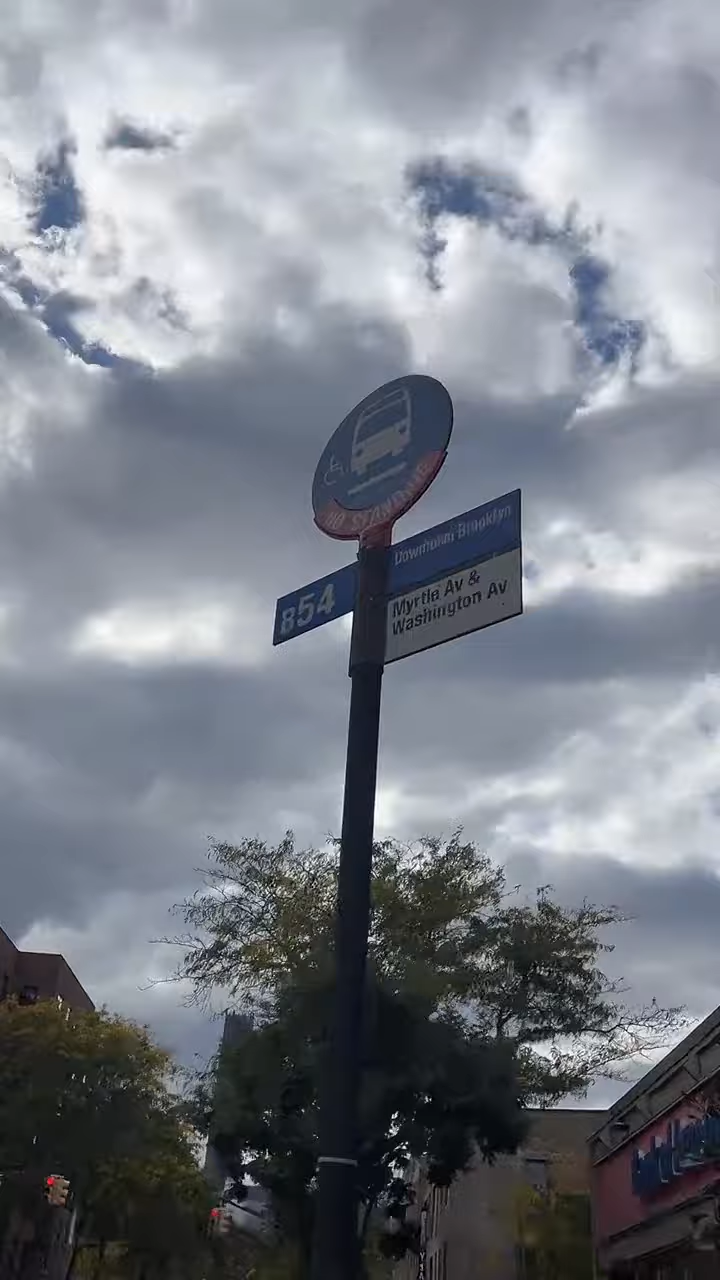 NO STANDING
B54
Downtown Brooklyn
Myrtle Av &
Washington Av